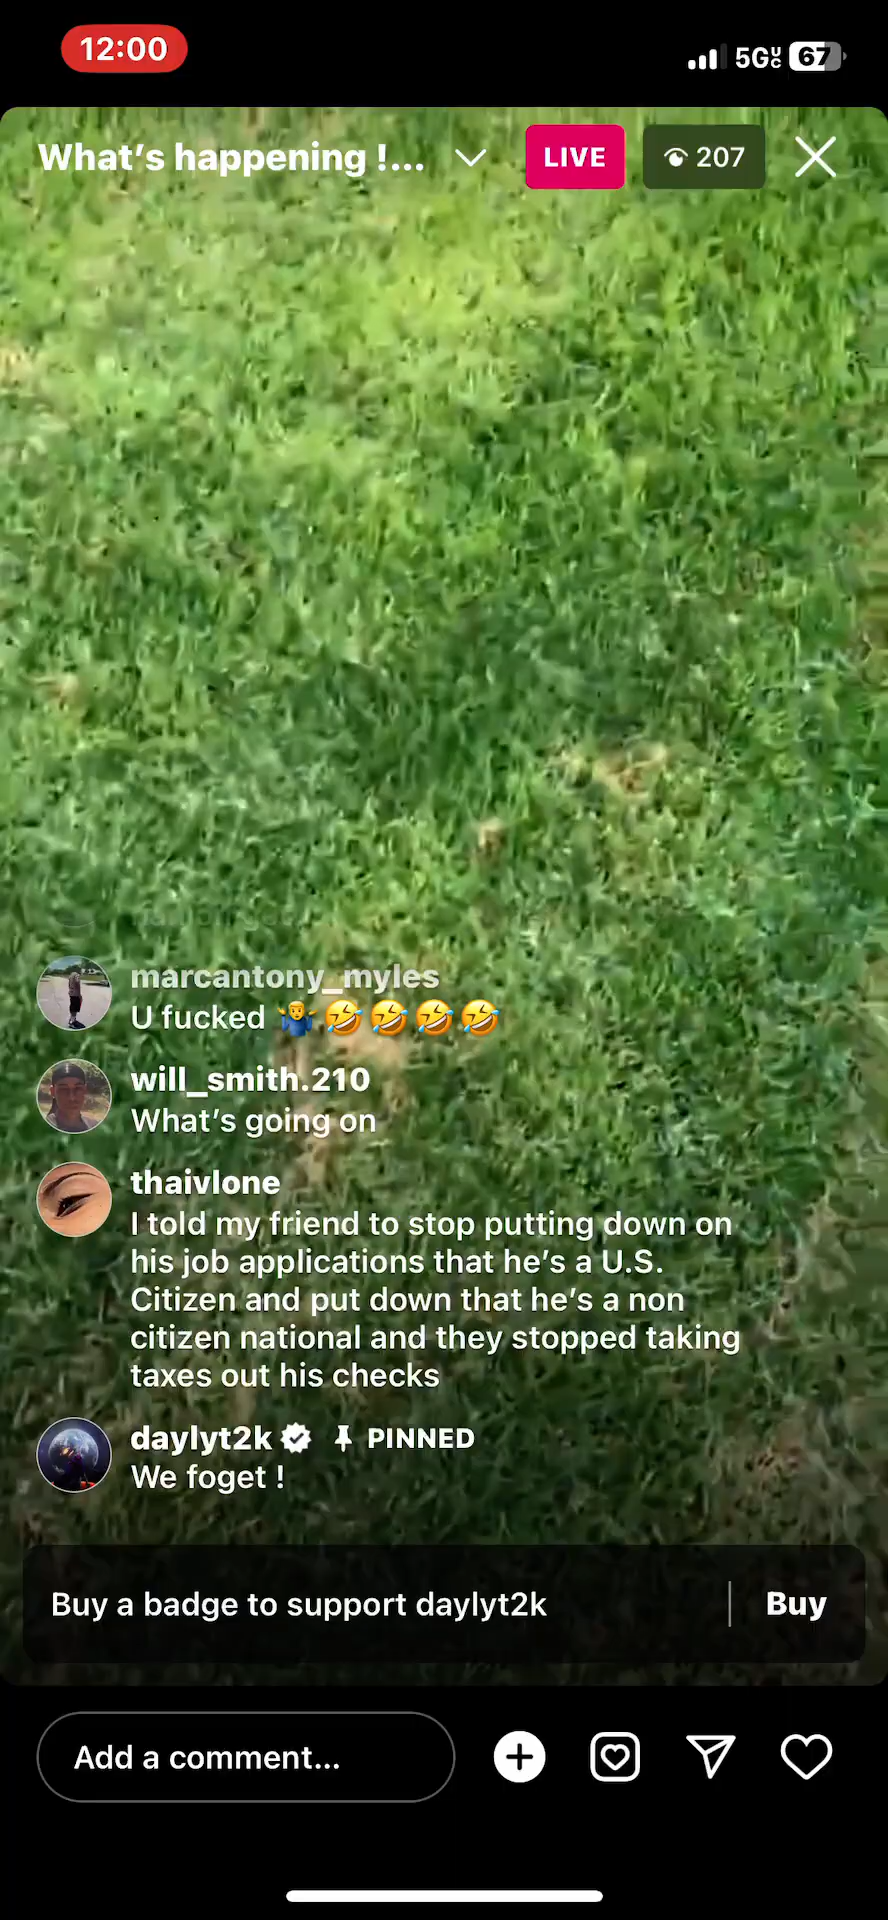 12:00
5GUC 67
What's happening !...
LIVE
207
marcantony_myles
U fucked 🤷‍♂️🤣🤣🤣🤣
will_smith.210
What's going on
thaivlone
I told my friend to stop putting down on
his job applications that he's a U.S.
Citizen and put down that he's a non
citizen national and they stopped taking
taxes out his checks
daylyt2k PINNED
We foget !
Buy a badge to support daylyt2k
Buy
Add a comment...